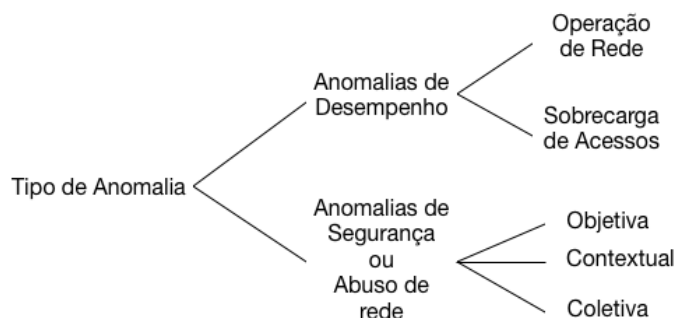 Tipo de Anomalia
Anomalias de
Desempenho
Operação
de Rede
Sobrecarga
de Acessos
Anomalias de
Segurança
ou
Abuso de
rede
Objetiva
Contextual
Coletiva